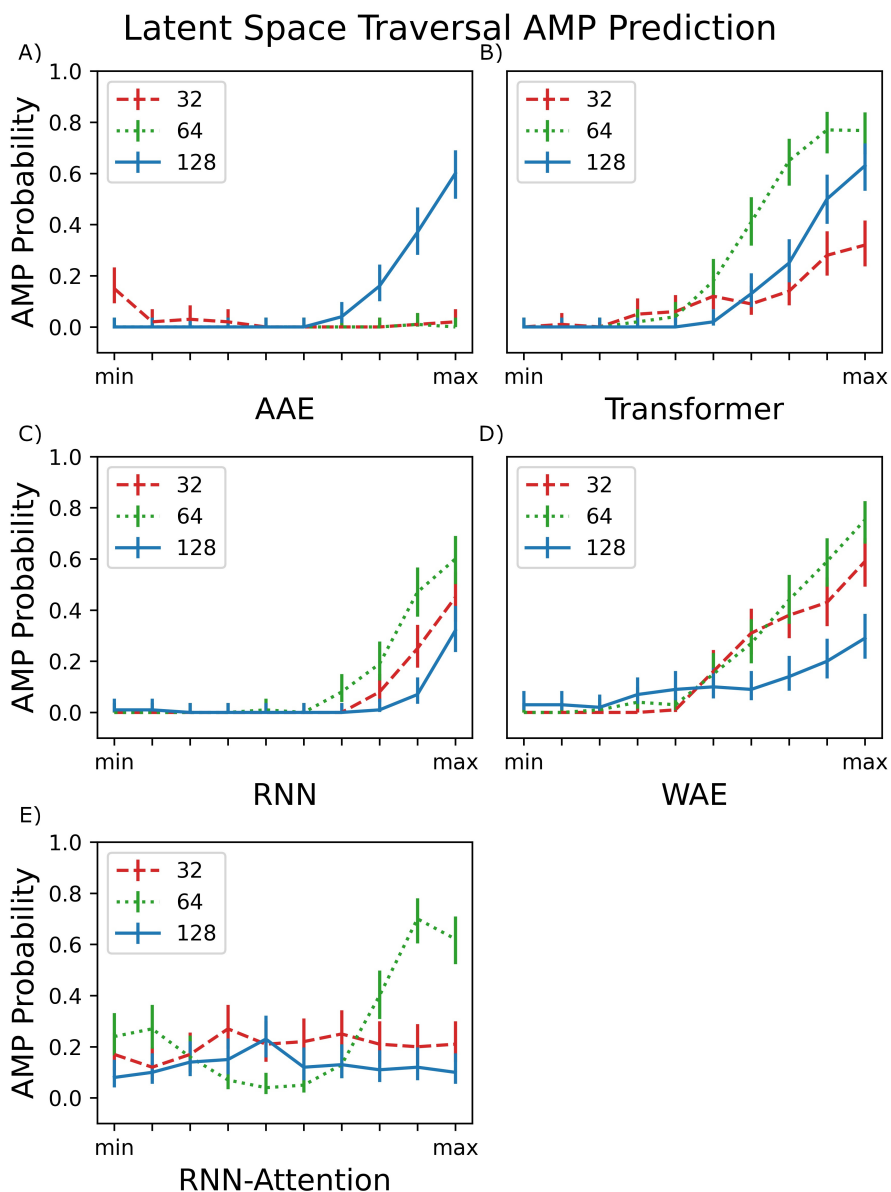 Latent Space Traversal AMP Prediction
A)
B)
AMP Probability
1.0
0.8
0.6
0.4
0.2
0.0
32
64
128
min
max
AAE
32
64
128
min
max
Transformer
C)
D)
AMP Probability
1.0
0.8
0.6
0.4
0.2
0.0
32
64
128
min
max
RNN
32
64
128
min
max
WAE
E)
AMP Probability
1.0
0.8
0.6
0.4
0.2
0.0
32
64
128
min
max
RNN-Attention